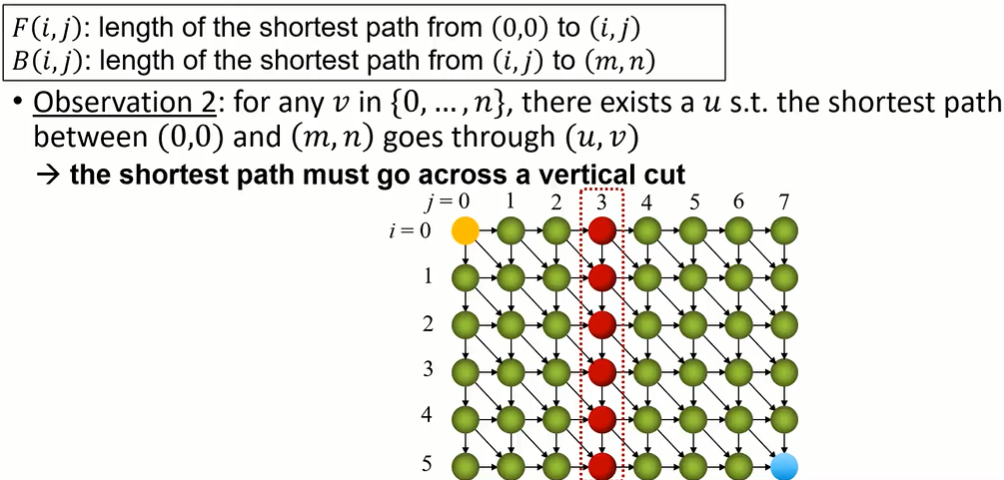 F(i,j): length of the shortest path from (0,0) to (i,j)
B(i,j): length of the shortest path from (i,j) to (m,n)
• Observation 2: for any v in {0, ..., n}, there exists a u s.t. the shortest path
between (0,0) and (m,n) goes through (u,v)
→ the shortest path must go across a vertical cut
j = 0 1 2 3 4 5 6 7
i = 0
1
2
3
4
5